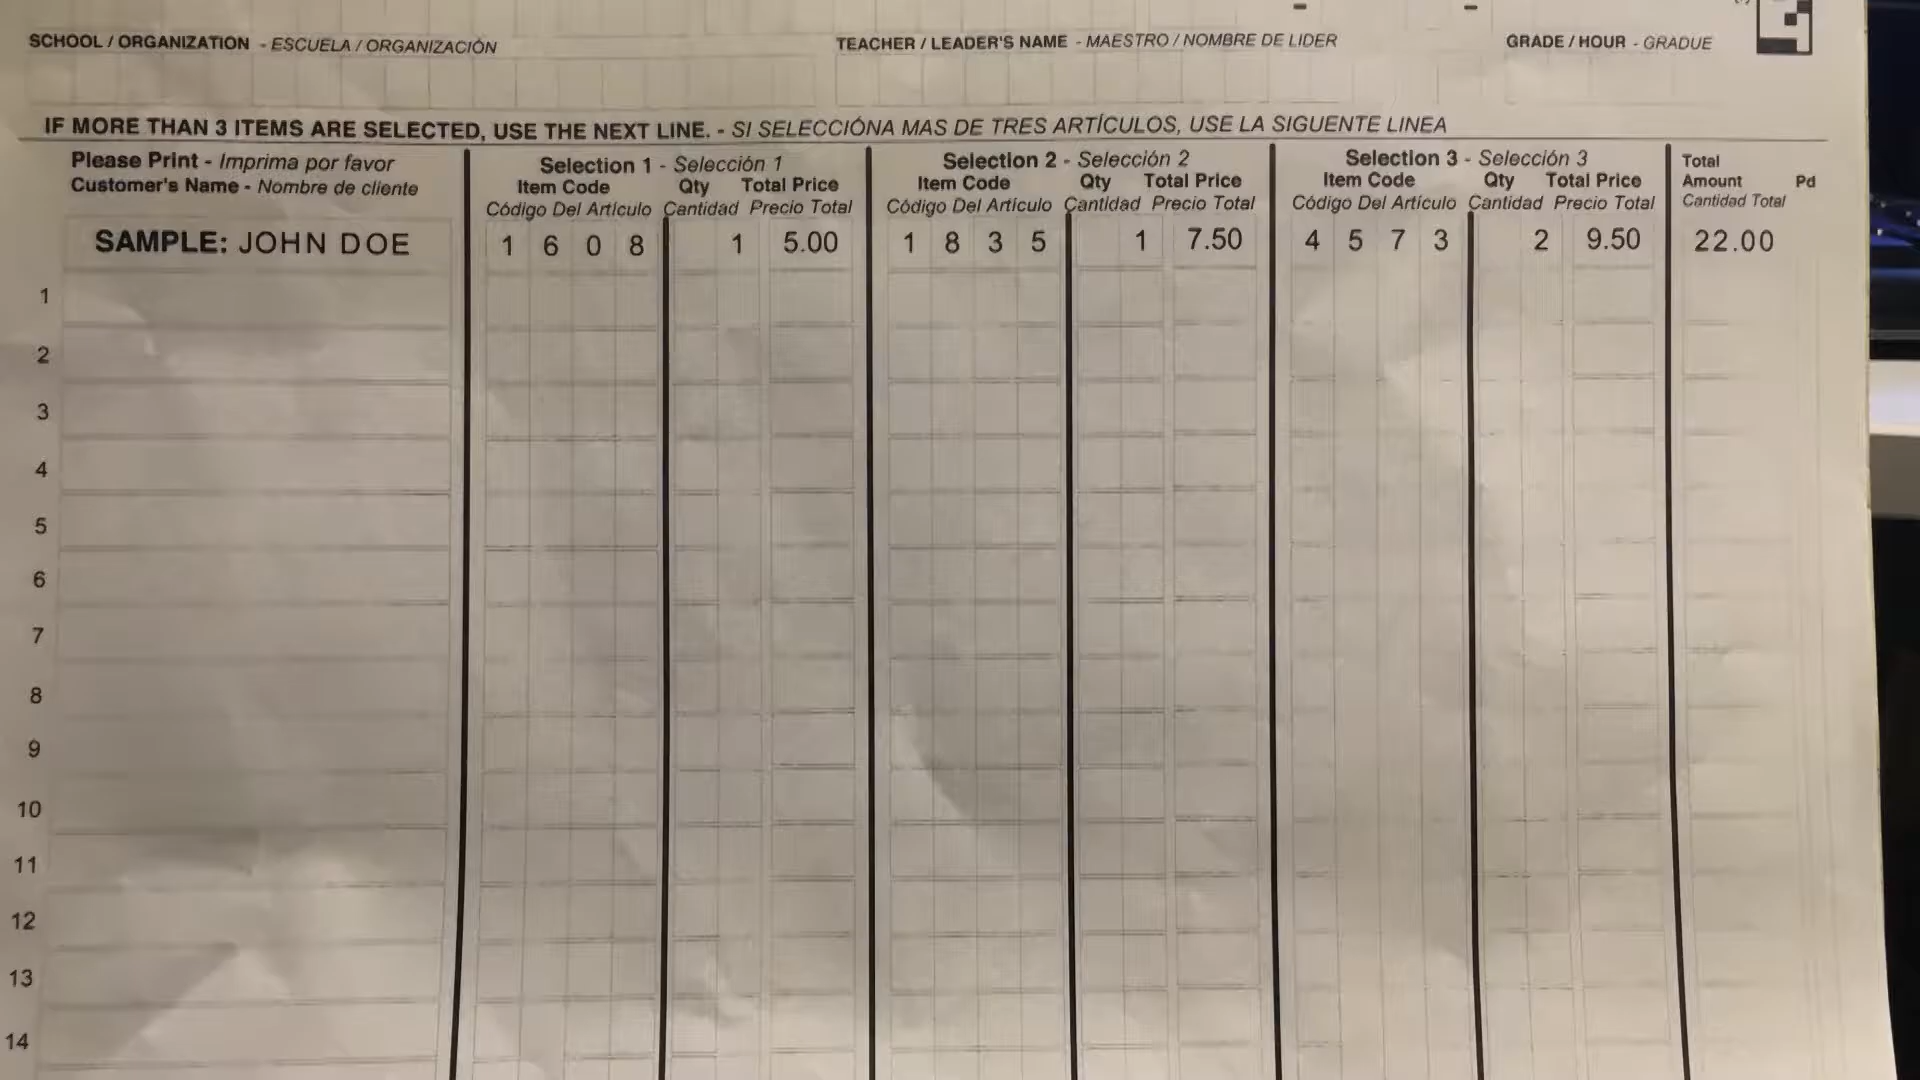 SCHOOL / ORGANIZATION - ESCUELA / ORGANIZACIÓN TEACHER / LEADER'S NAME - MAESTRO / NOMBRE DE LIDER GRADE / HOUR - GRADUE
IF MORE THAN 3 ITEMS ARE SELECTED, USE THE NEXT LINE. - SI SELECCIÓNA MAS DE TRES ARTÍCULOS, USE LA SIGUENTE LINEA
Please Print - Imprima por favor Selection 1 - Selección 1 Selection 2 - Selección 2 Selection 3 - Selección 3 Total
Customer's Name - Nombre de cliente Item Code Qty Total Price Item Code Qty Total Price Item Code Qty Total Price Amount Pd
Código Del Artículo Cantidad Precio Total Código Del Artículo Cantidad Precio Total Código Del Artículo Cantidad Precio Total Cantidad Total
SAMPLE: JOHN DOE 1 6 0 8 1 5.00 1 8 3 5 1 7.50 4 5 7 3 2 9.50 22.00
1
2
3
4
5
6
7
8
9
10
11
12
13
14